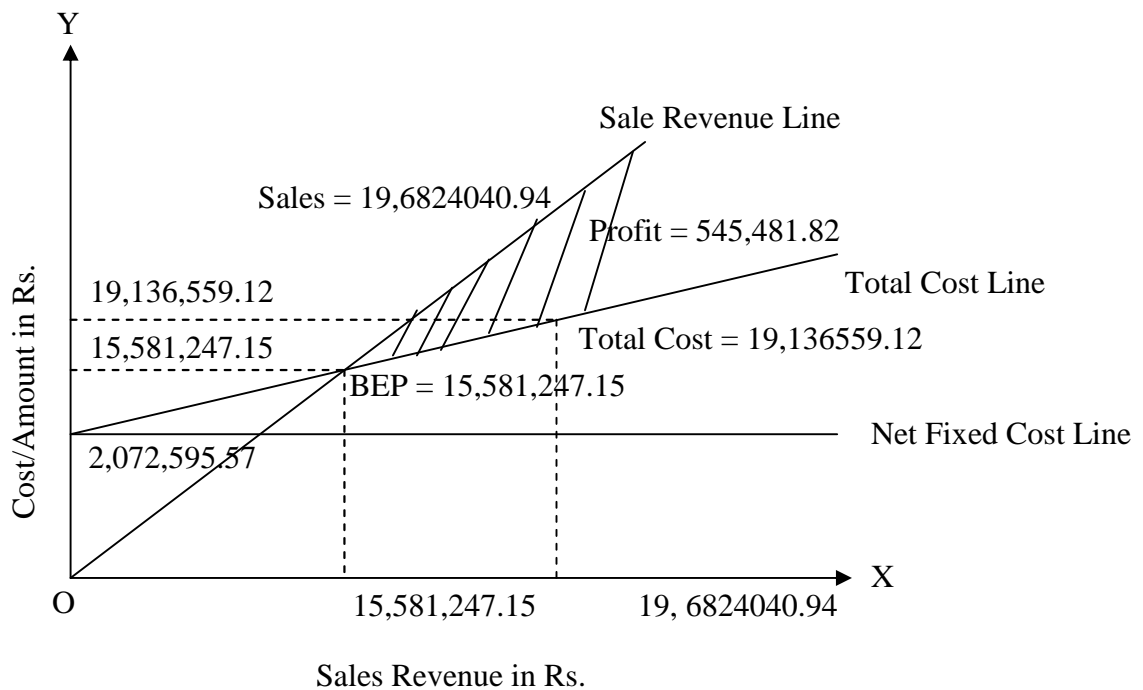 Y
Sale Revenue Line
Sales = 19,6824040.94
Profit = 545,481.82
Total Cost Line
19,136,559.12
Total Cost = 19,136559.12
15,581,247.15
BEP = 15,581,247.15
Net Fixed Cost Line
2,072,595.57
Cost/Amount in Rs.
X
O
15,581,247.15
19, 6824040.94
Sales Revenue in Rs.